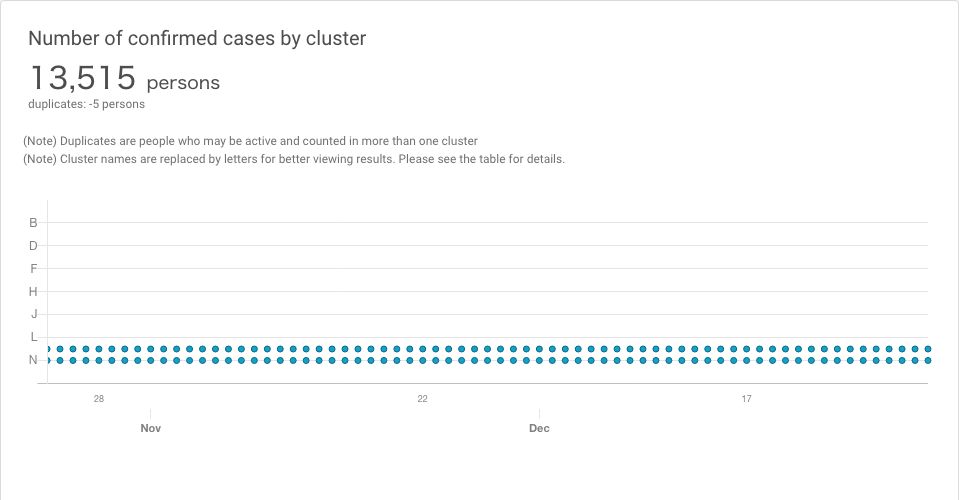 Number of confirmed cases by cluster
13,515 persons
duplicates: -5 persons
(Note) Duplicates are people who may be active and counted in more than one cluster
(Note) Cluster names are replaced by letters for better viewing results. Please see the table for details.
B
D
F
H
J
L
N
28 22 17
Nov Dec